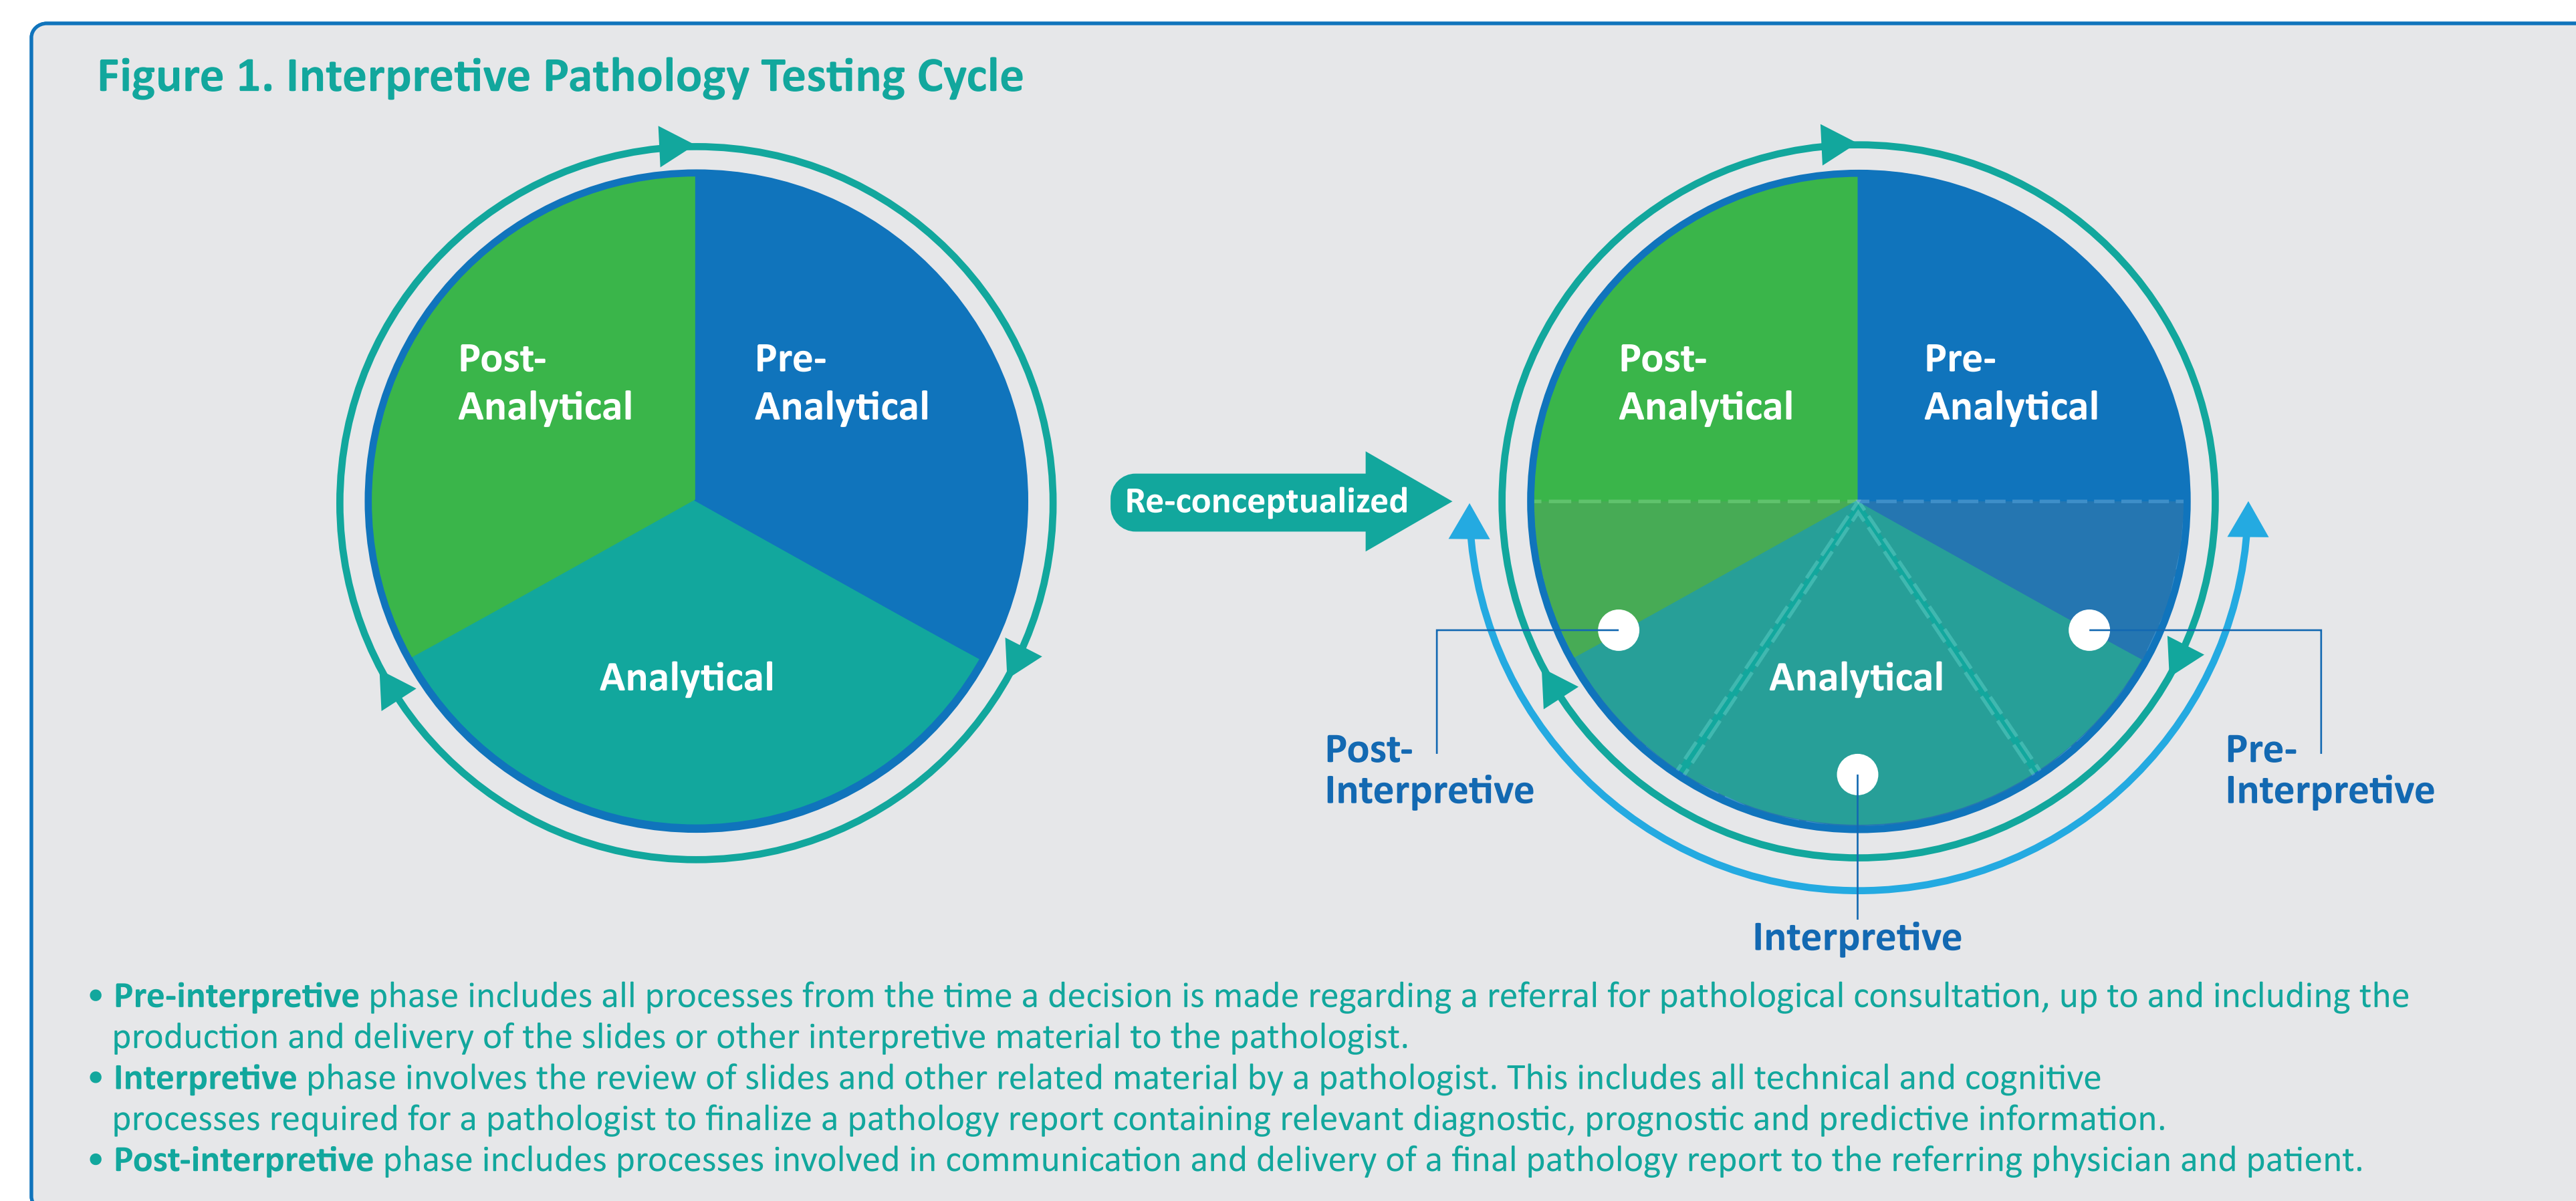 Figure 1. Interpretive Pathology Testing Cycle
Post-
Analytical
Pre-
Analytical
Analytical
Re-conceptualized
Post-
Analytical
Pre-
Analytical
Analytical
Post-
Interpretive
Pre-
Interpretive
Interpretive
• Pre-interpretive phase includes all processes from the time a decision is made regarding a referral for pathological consultation, up to and including the
production and delivery of the slides or other interpretive material to the pathologist.
• Interpretive phase involves the review of slides and other related material by a pathologist. This includes all technical and cognitive
processes required for a pathologist to finalize a pathology report containing relevant diagnostic, prognostic and predictive information.
• Post-interpretive phase includes processes involved in communication and delivery of a final pathology report to the referring physician and patient.